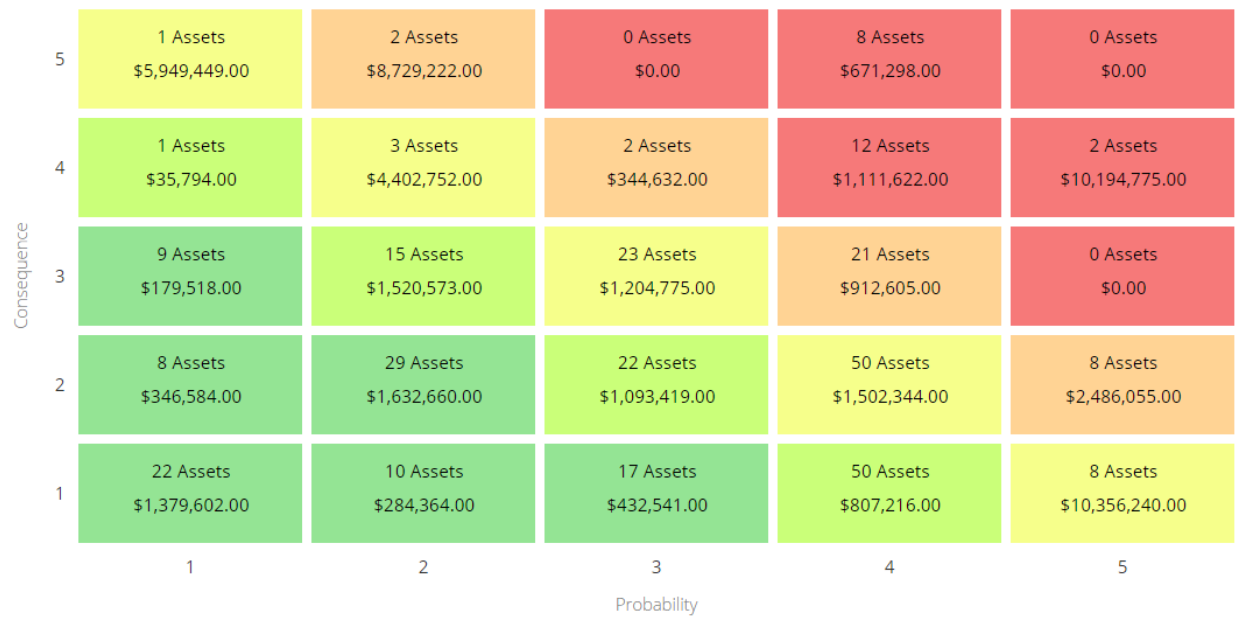 1 Assets
$5,949,449.00
2 Assets
$8,729,222.00
0 Assets
$0.00
8 Assets
$671,298.00
0 Assets
$0.00
5
1 Assets
$35,794.00
3 Assets
$4,402,752.00
2 Assets
$344,632.00
12 Assets
$1,111,622.00
2 Assets
$10,194,775.00
4
9 Assets
$179,518.00
15 Assets
$1,520,573.00
23 Assets
$1,204,775.00
21 Assets
$912,605.00
0 Assets
$0.00
3
Consequence
8 Assets
$346,584.00
29 Assets
$1,632,660.00
22 Assets
$1,093,419.00
50 Assets
$1,502,344.00
8 Assets
$2,486,055.00
2
22 Assets
$1,379,602.00
10 Assets
$284,364.00
17 Assets
$432,541.00
50 Assets
$807,216.00
8 Assets
$10,356,240.00
1
1
2
3
4
5
Probability